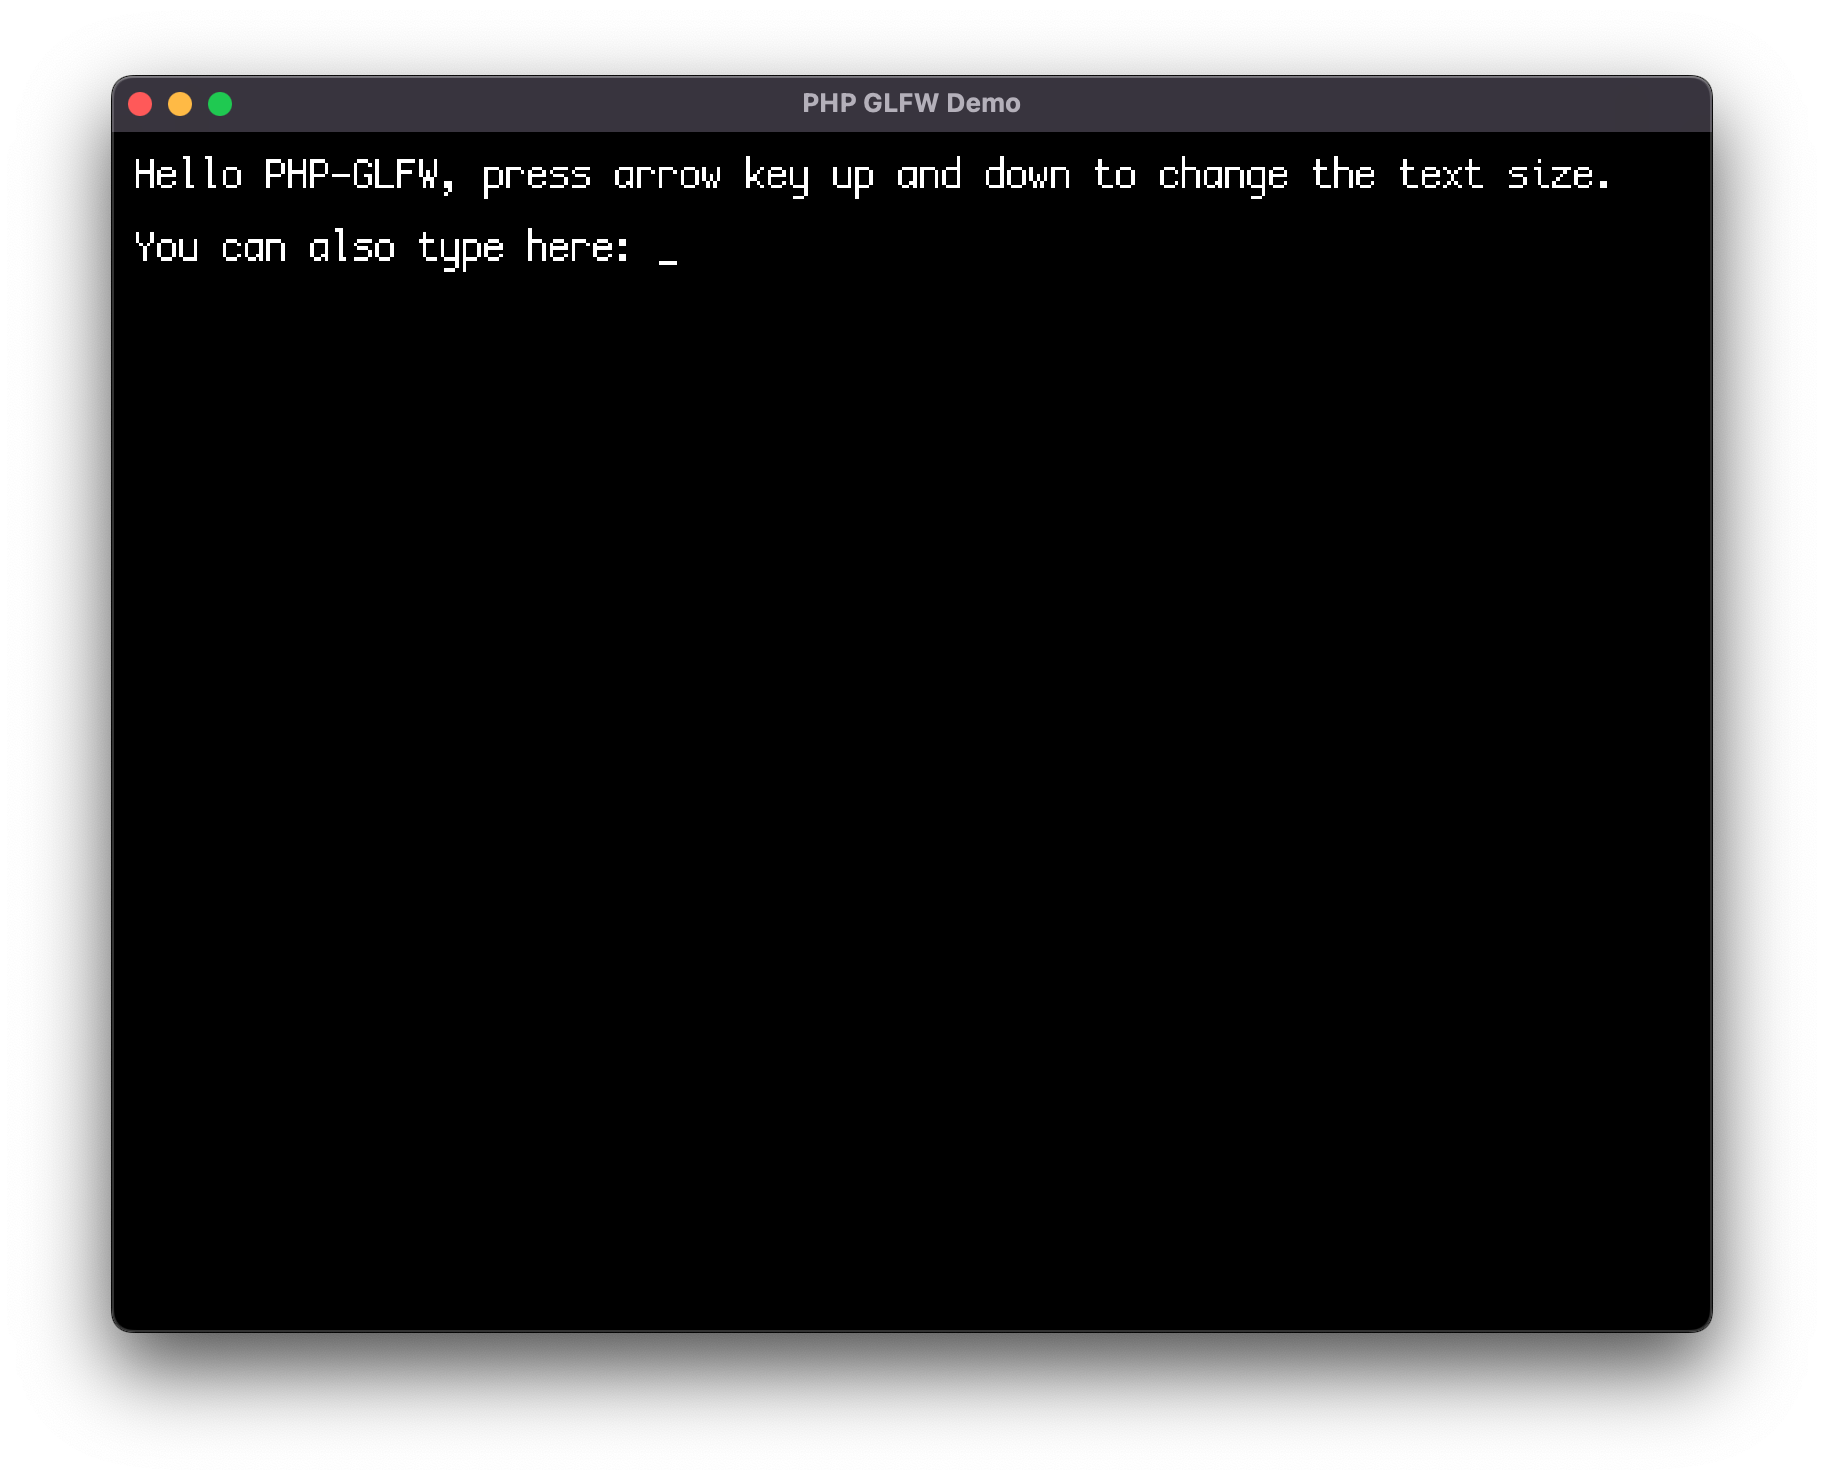 PHP GLFW Demo
Hello PHP-GLFW, press arrow key up and down to change the text size.
You can also type here: _